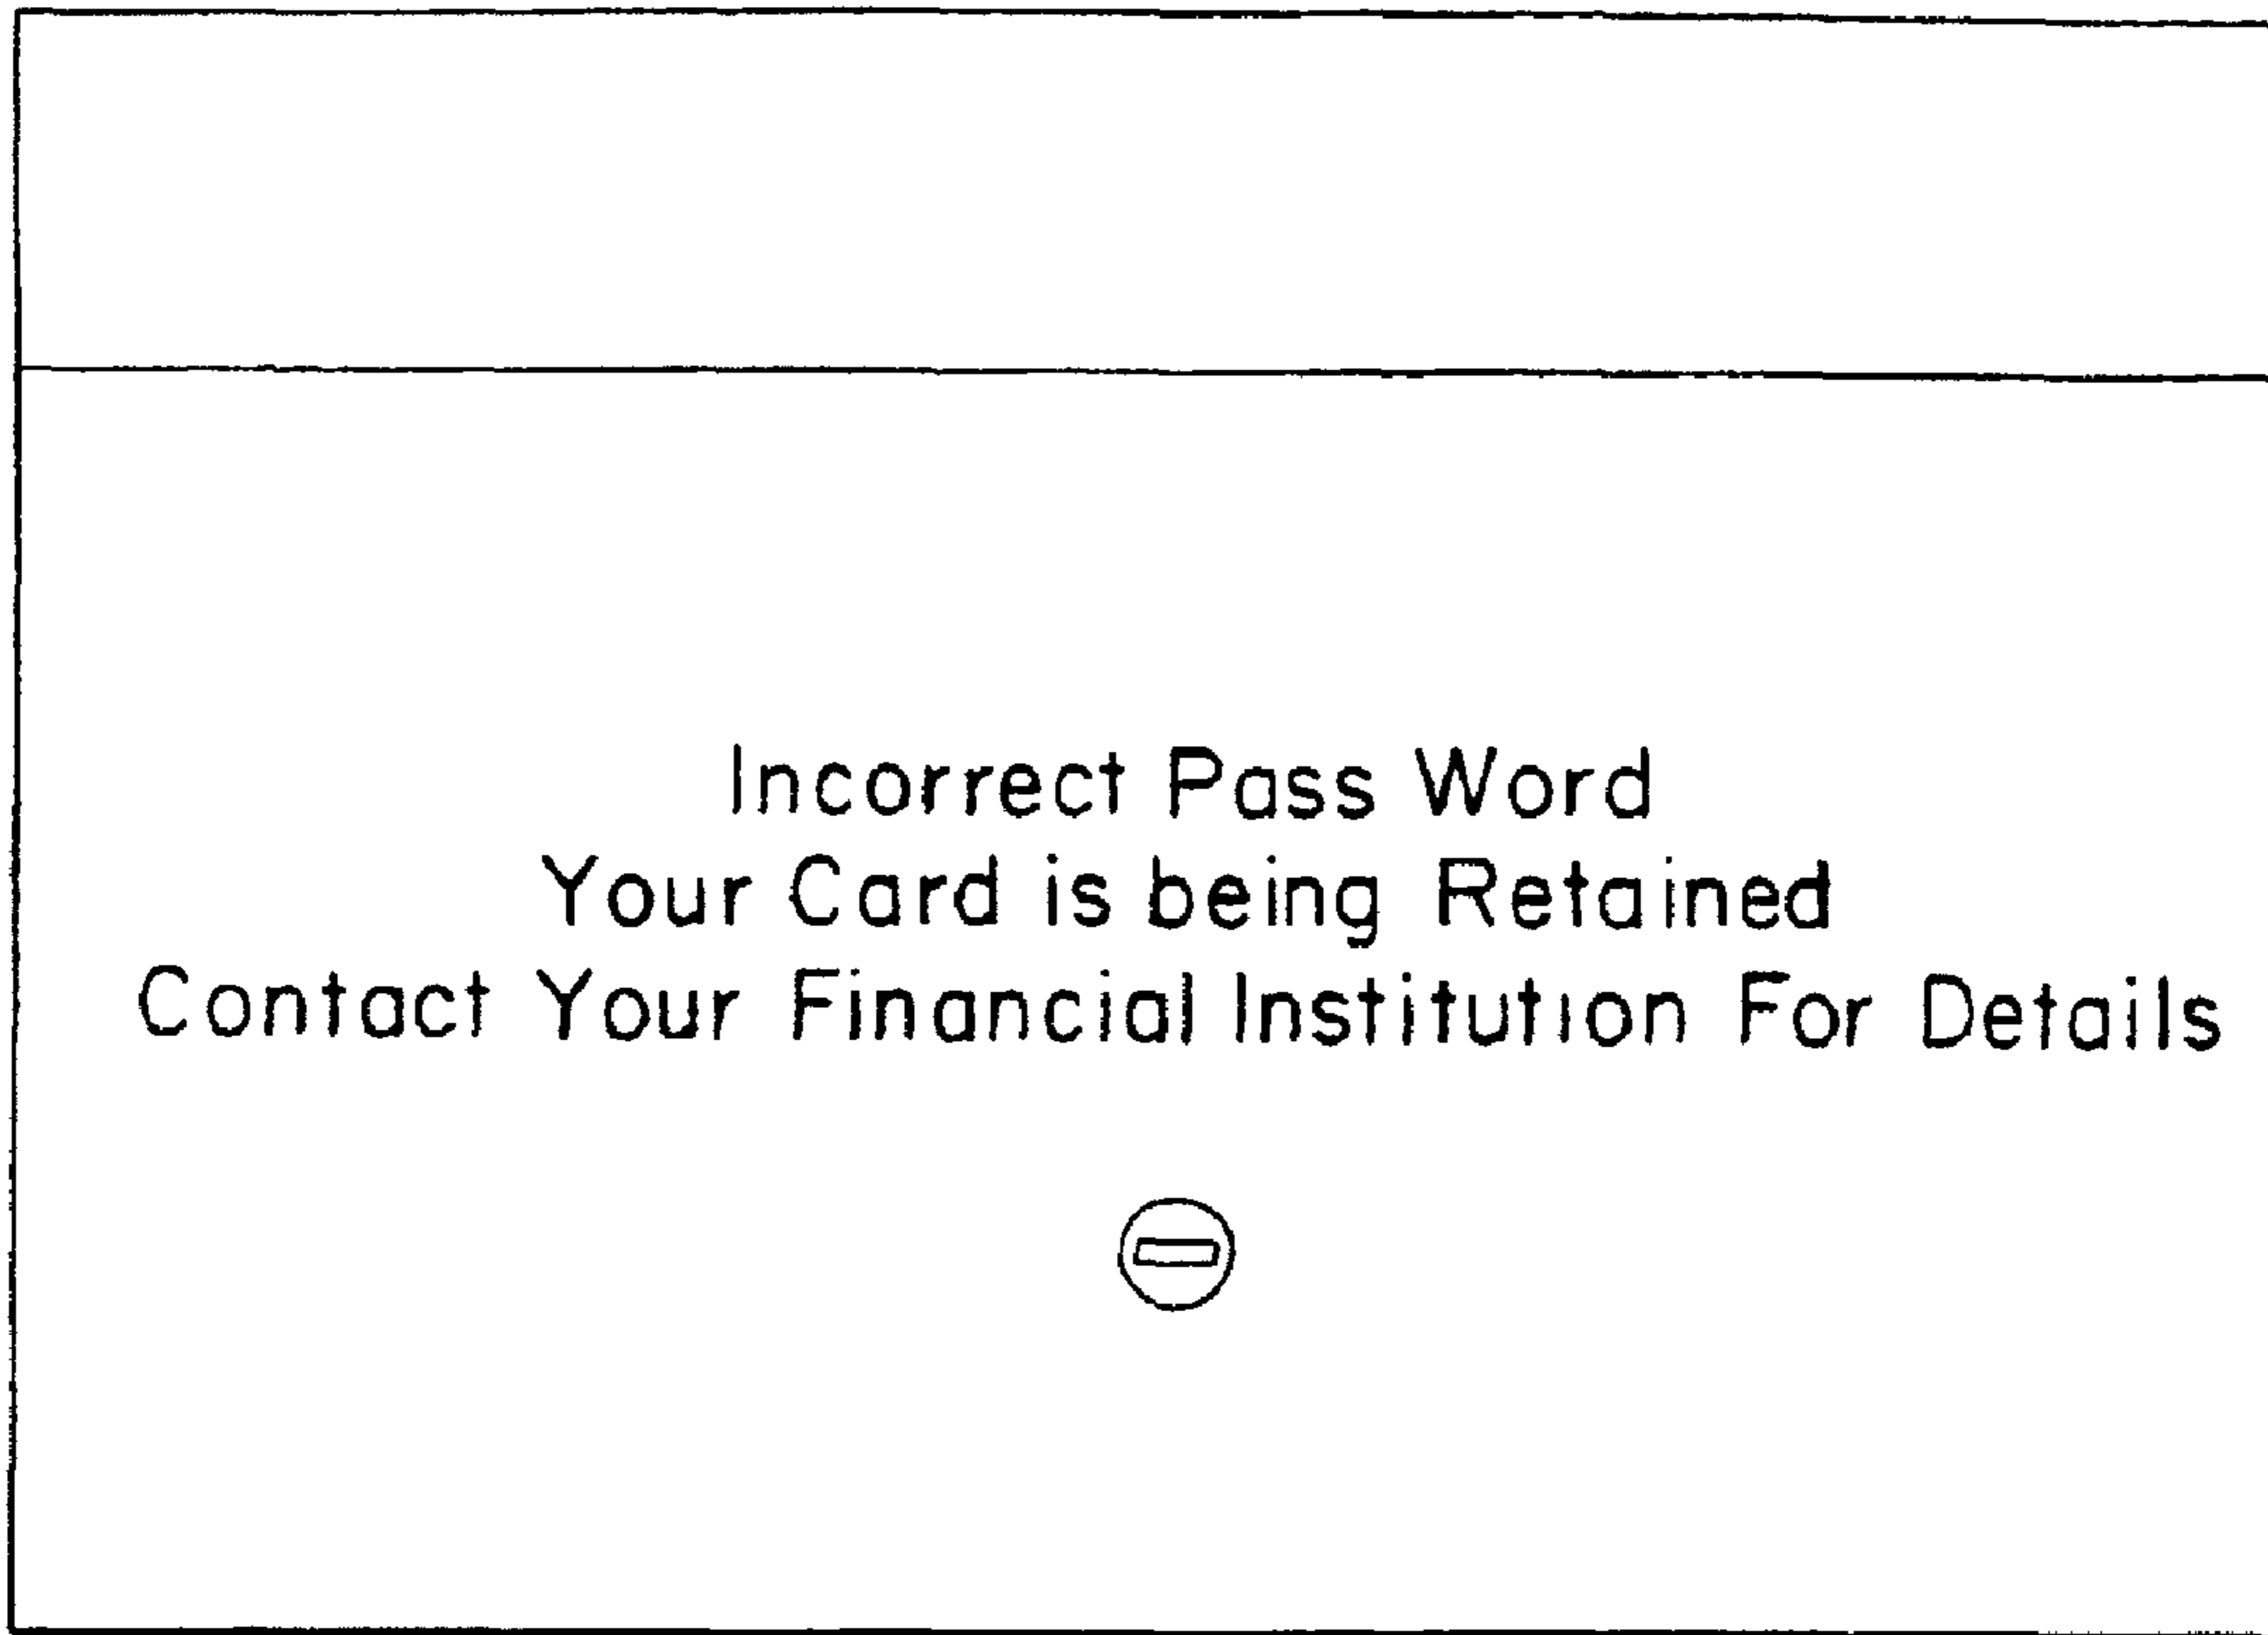 Incorrect Pass Word
Your Card is being Retained
Contact Your Financial Institution For Details